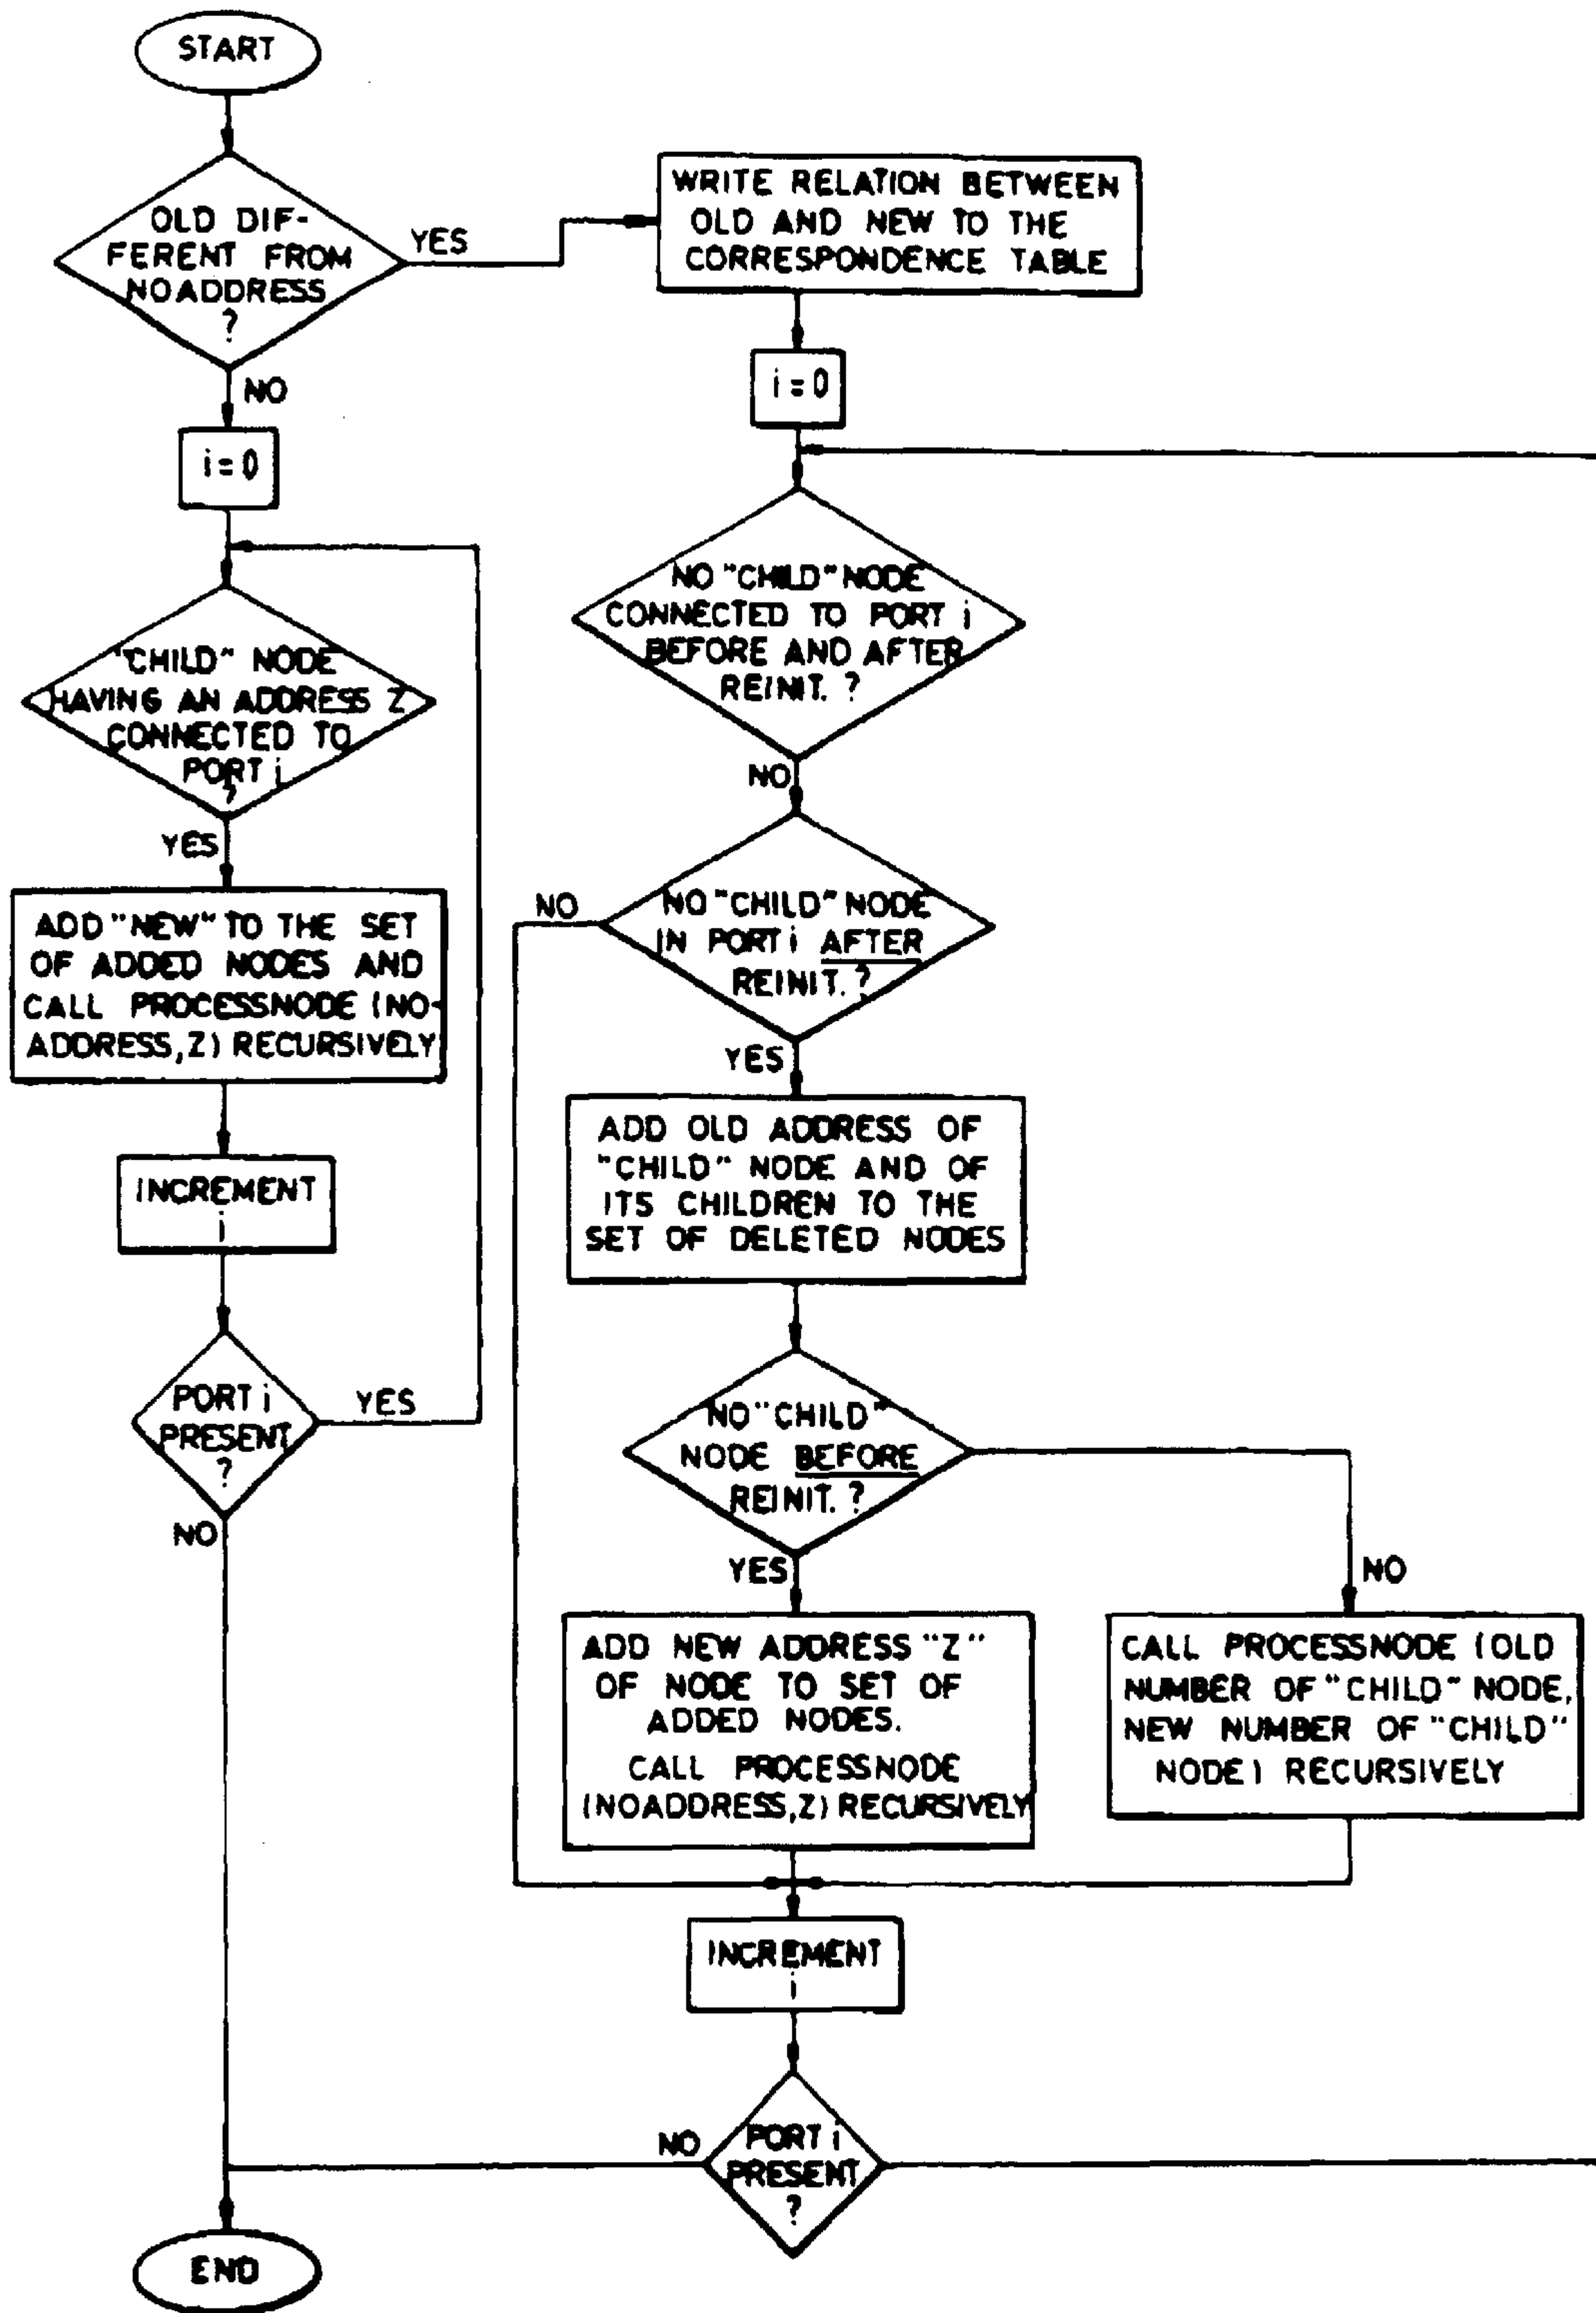 START
OLD DIF-
FERENT FROM
NOADDRESS
?
YES
NO
i = 0
"CHILD" NODE
HAVING AN ADDRESS Z
CONNECTED TO
PORT i
?
YES
ADD "NEW" TO THE SET
OF ADDED NODES AND
CALL PROCESSNODE (NO-
ADDRESS, Z) RECURSIVELY
INCREMENT
i
PORT i
PRESENT
?
YES
NO
END
WRITE RELATION BETWEEN
OLD AND NEW TO THE
CORRESPONDENCE TABLE
i = 0
NO "CHILD" NODE
CONNECTED TO PORT i
BEFORE AND AFTER
REINIT. ?
NO
NO "CHILD" NODE
IN PORT i AFTER
REINIT. ?
NO
YES
ADD OLD ADDRESS OF
"CHILD" NODE AND OF
ITS CHILDREN TO THE
SET OF DELETED NODES
NO "CHILD"
NODE BEFORE
REINIT. ?
YES
NO
ADD NEW ADDRESS "Z"
OF NODE TO SET OF
ADDED NODES.
CALL PROCESSNODE
(NOADDRESS, Z) RECURSIVELY
CALL PROCESSNODE (OLD
NUMBER OF "CHILD" NODE,
NEW NUMBER OF "CHILD"
NODE) RECURSIVELY
INCREMENT
i
PORT i
PRESENT
?
NO